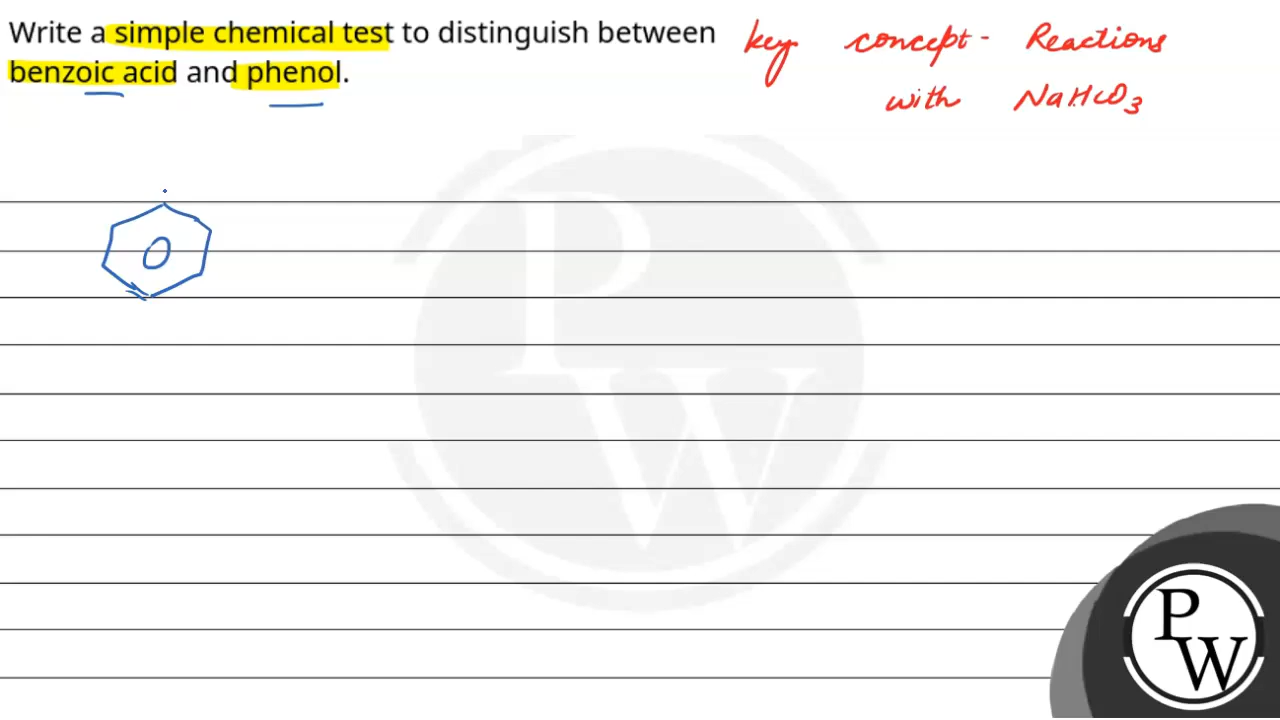 Write a simple chemical test to distinguish between
benzoic acid and phenol.
key concept - Reactions
with NaHCO3
P
W
P
W